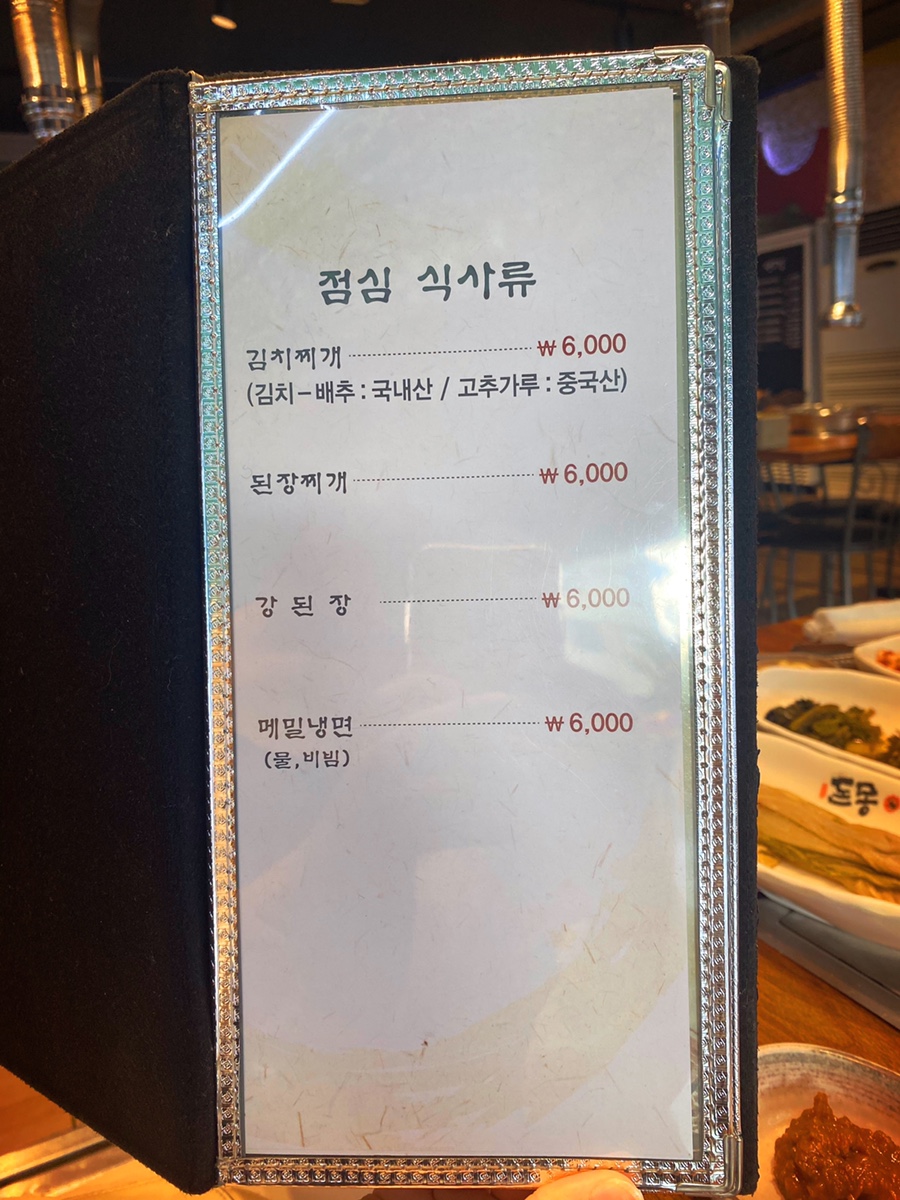 점심 식사류
김치찌개 ₩ 6,000
(김치-배추 : 국내산 / 고추가루 : 중국산)
된장찌개 ₩ 6,000
강 된 장 ₩ 6,000
메밀냉면 ₩ 6,000
(물,비빔)